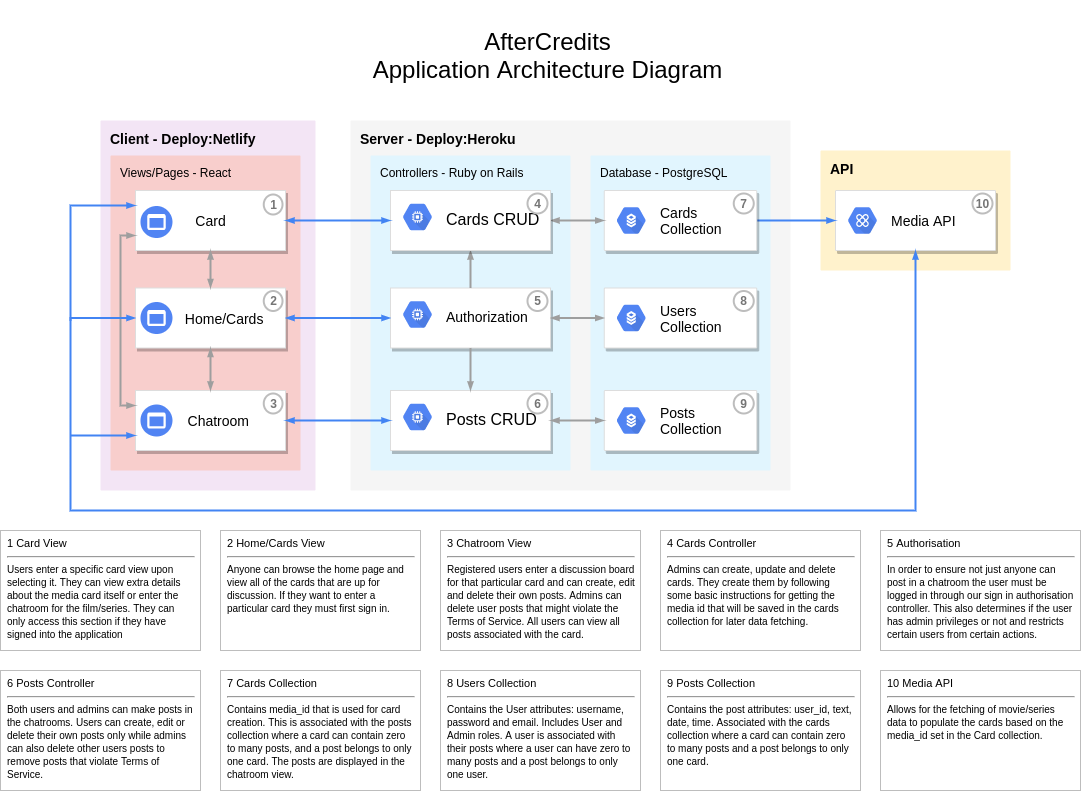 AfterCredits
Application Architecture Diagram
Client - Deploy:Netlify
Views/Pages - React
1
Card
2
Home/Cards
3
Chatroom
Server - Deploy:Heroku
Controllers - Ruby on Rails
4
Cards CRUD
5
Authorization
6
Posts CRUD
Database - PostgreSQL
7
Cards
Collection
8
Users
Collection
9
Posts
Collection
API
10
Media API
1 Card View
Users enter a specific card view upon
selecting it. They can view extra details
about the media card itself or enter the
chatroom for the film/series. They can
only access this section if they have
signed into the application
2 Home/Cards View
Anyone can browse the home page and
view all of the cards that are up for
discussion. If they want to enter a
particular card they must first sign in.
3 Chatroom View
Registered users enter a discussion board
for that particular card and can create, edit
and delete their own posts. Admins can
delete user posts that might violate the
Terms of Service. All users can view all
posts associated with the card.
4 Cards Controller
Admins can create, update and delete
cards. They create them by following
some basic instructions for getting the
media id that will be saved in the cards
collection for later data fetching.
5 Authorisation
In order to ensure not just anyone can
post in a chatroom the user must be
logged in through our sign in authorisation
controller. This also determines if the user
has admin privileges or not and restricts
certain users from certain actions.
6 Posts Controller
Both users and admins can make posts in
the chatrooms. Users can create, edit or
delete their own posts only while admins
can also delete other users posts to
remove posts that violate Terms of
Service.
7 Cards Collection
Contains media_id that is used for card
creation. This is associated with the posts
collection where a card can contain zero
to many posts, and a post belongs to only
one card. The posts are displayed in the
chatroom view.
8 Users Collection
Contains the User attributes: username,
password and email. Includes User and
Admin roles. A user is associated with
their posts where a user can have zero to
many posts and a post belongs to only
one user.
9 Posts Collection
Contains the post attributes: user_id, text,
date, time. Associated with the cards
collection where a card can contain zero
to many posts and a post belongs to only
one card.
10 Media API
Allows for the fetching of movie/series
data to populate the cards based on the
media_id set in the Card collection.